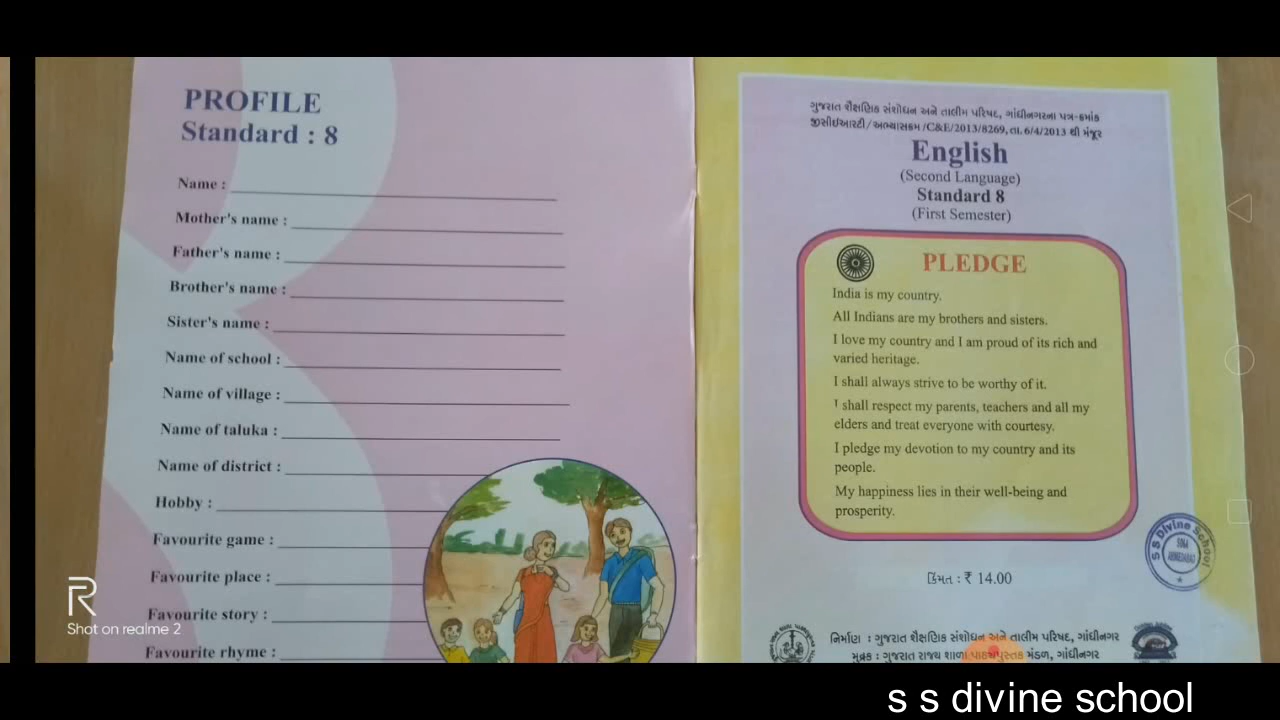 PROFILE
Standard : 8
Name :
Mother's name :
Father's name :
Brother's name :
Sister's name :
Name of school :
Name of village :
Name of taluka :
Name of district :
Hobby :
Favourite game :
Favourite place :
Favourite story :
Favourite rhyme :
R
Shot on realme 2
ગુજરાત શૈક્ષણિક સંશોધન અને તાલીમ પરિષદ, ગાંધીનગરના પત્ર-ક્રમાંક
જીસીઈઆરટી/અભ્યાસક્રમ/C&E/2013/8269, તા. 6/4/2013 થી મંજૂર
English
(Second Language)
Standard 8
(First Semester)
PLEDGE
India is my country.
All Indians are my brothers and sisters.
I love my country and I am proud of its rich and
varied heritage.
I shall always strive to be worthy of it.
I shall respect my parents, teachers and all my
elders and treat everyone with courtesy.
I pledge my devotion to my country and its
people.
My happiness lies in their well-being and
prosperity.
S S Divine School
AHMEDABAD
કિંમત : ₹ 14.00
નિર્માણ : ગુજરાત શૈક્ષણિક સંશોધન અને તાલીમ પરિષદ, ગાંધીનગર
મુદ્રક : ગુજરાત રાજ્ય શાળા પાઠ્યપુસ્તક મંડળ, ગાંધીનગર
s s divine school